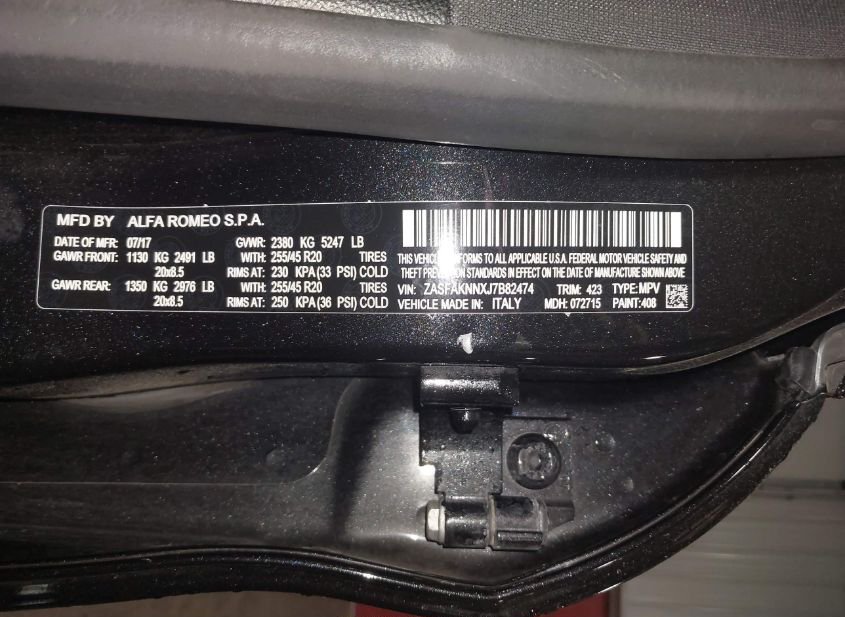 MFD BY ALFA ROMEO S.P.A.
DATE OF MFR: 07/17 GVWR: 2380 KG 5247 LB
GAWR FRONT: 1130 KG 2491 LB WITH: 255/45 R20 TIRES
20x8.5 RIMS AT: 230 KPA (33 PSI) COLD
GAWR REAR: 1350 KG 2976 LB WITH: 255/45 R20 TIRES
20x8.5 RIMS AT: 250 KPA (36 PSI) COLD
THIS VEHICLE CONFORMS TO ALL APPLICABLE U.S.A. FEDERAL MOTOR VEHICLE SAFETY AND
THEFT PREVENTION STANDARDS IN EFFECT ON THE DATE OF MANUFACTURE SHOWN ABOVE
VIN: ZASFAKNNXJ7B82474 TRIM: 423 TYPE: MPV
VEHICLE MADE IN: ITALY MDH: 072715 PAINT: 408